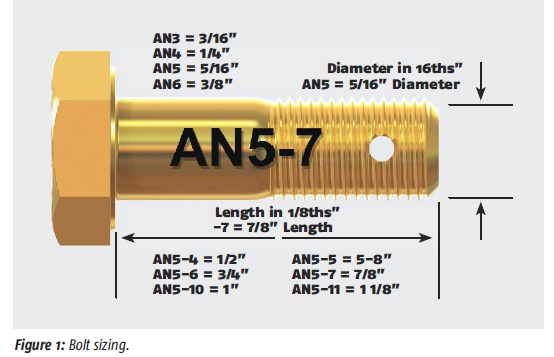 AN3 = 3/16"
AN4 = 1/4"
AN5 = 5/16"
AN6 = 3/8"
Diameter in 16ths"
AN5 = 5/16" Diameter
AN5-7
Length in 1/8ths"
-7 = 7/8" Length
AN5-4 = 1/2"
AN5-6 = 3/4"
AN5-10 = 1"
AN5-5 = 5-8"
AN5-7 = 7/8"
AN5-11 = 1 1/8"
Figure 1: Bolt sizing.